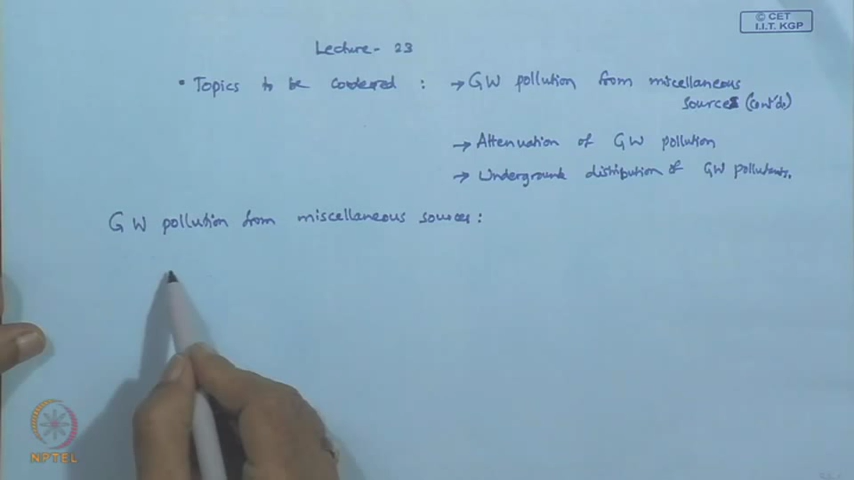 © CET
I.I.T. KGP
Lecture - 23
• Topics to be : → GW pollution from miscellaneous
sources (cont'd)
→ Attenuation of GW pollution
→ Underground distribution of GW pollutants.
GW pollution from miscellaneous sources :
NPTEL